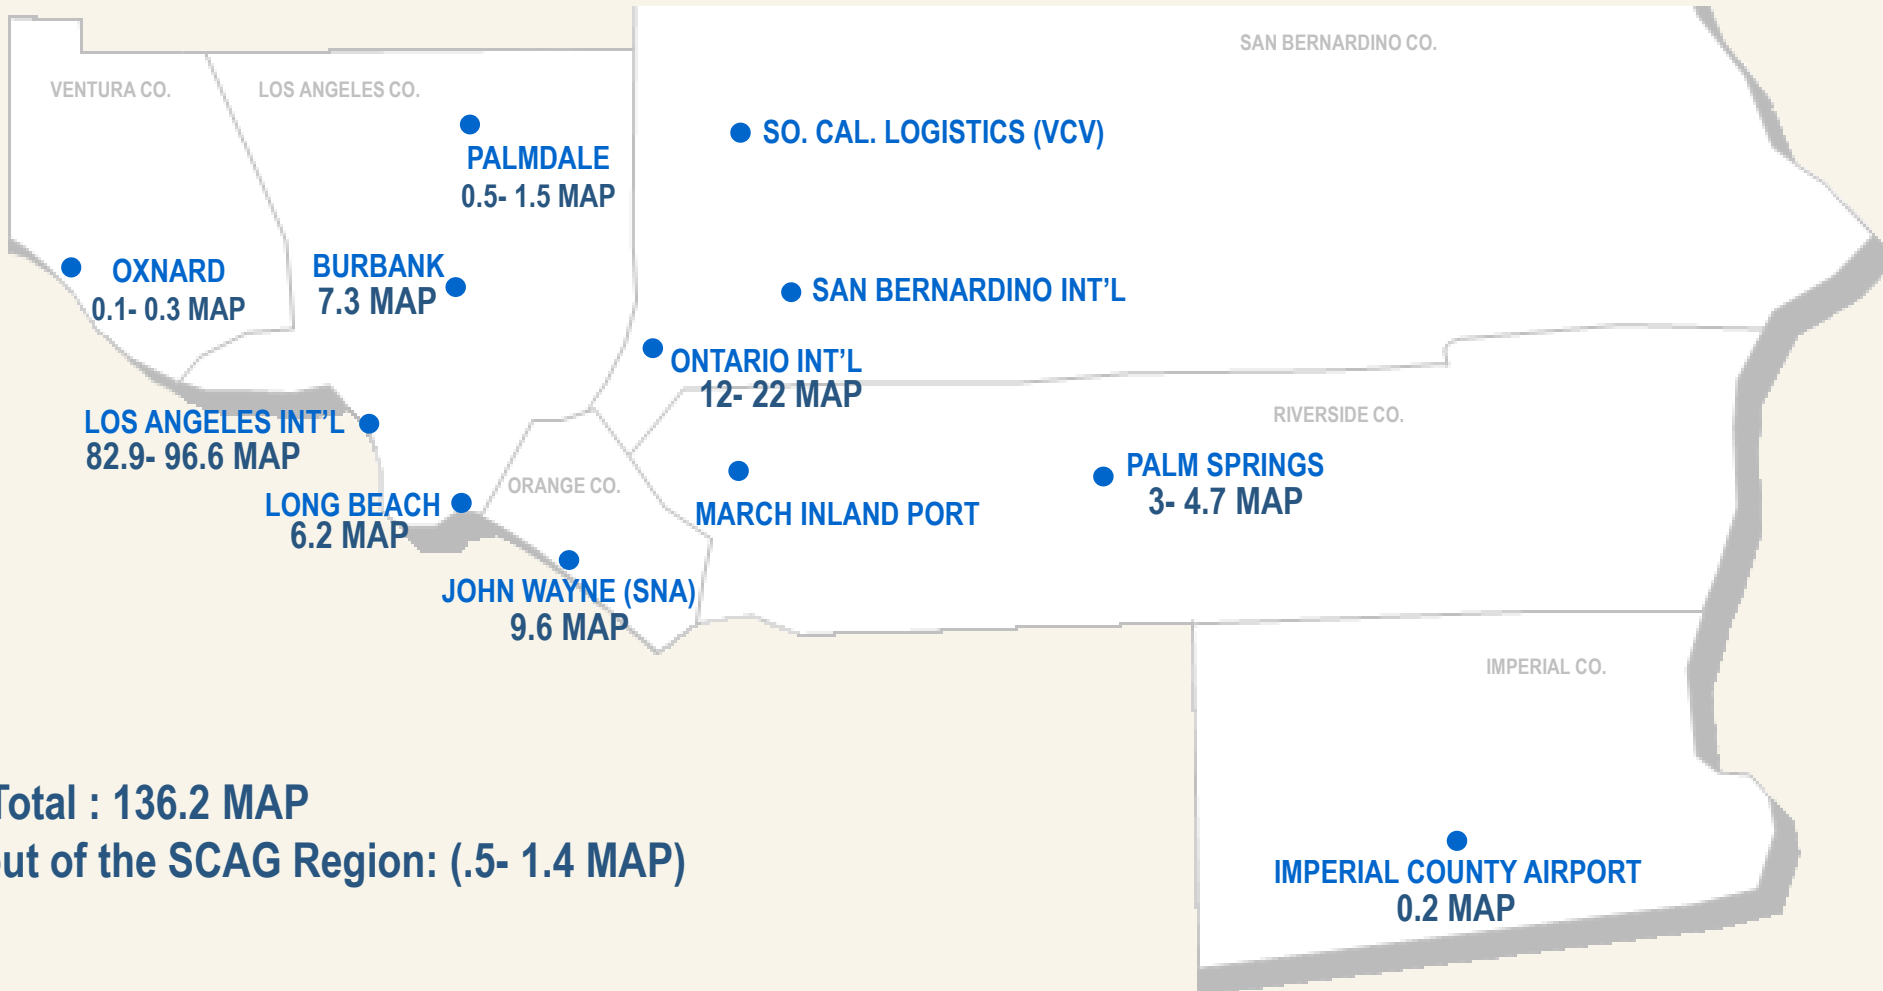 SAN BERNARDINO CO.
VENTURA CO.
LOS ANGELES CO.
SO. CAL. LOGISTICS (VCV)
PALMDALE
0.5- 1.5 MAP
OXNARD
0.1- 0.3 MAP
BURBANK
7.3 MAP
SAN BERNARDINO INT'L
ONTARIO INT'L
12- 22 MAP
RIVERSIDE CO.
LOS ANGELES INT'L
82.9- 96.6 MAP
PALM SPRINGS
3- 4.7 MAP
ORANGE CO.
LONG BEACH
6.2 MAP
MARCH INLAND PORT
JOHN WAYNE (SNA)
9.6 MAP
IMPERIAL CO.
Total : 136.2 MAP
out of the SCAG Region: (.5- 1.4 MAP)
IMPERIAL COUNTY AIRPORT
0.2 MAP